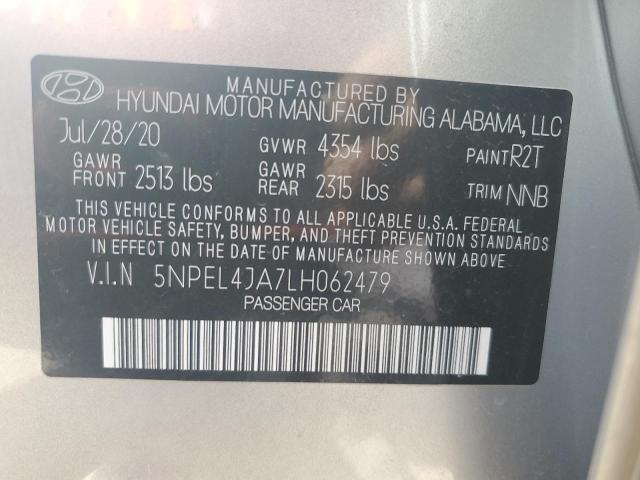 MANUFACTURED BY
HYUNDAI MOTOR MANUFACTURING ALABAMA, LLC
Jul/28/20 GVWR 4354 lbs PAINT R2T
GAWR FRONT 2513 lbs GAWR REAR 2315 lbs TRIM NNB
THIS VEHICLE CONFORMS TO ALL APPLICABLE U.S.A. FEDERAL
MOTOR VEHICLE SAFETY, BUMPER, AND THEFT PREVENTION STANDARDS
IN EFFECT ON THE DATE OF MANUFACTURE SHOWN ABOVE.
V.I.N 5NPEL4JA7LH062479
PASSENGER CAR